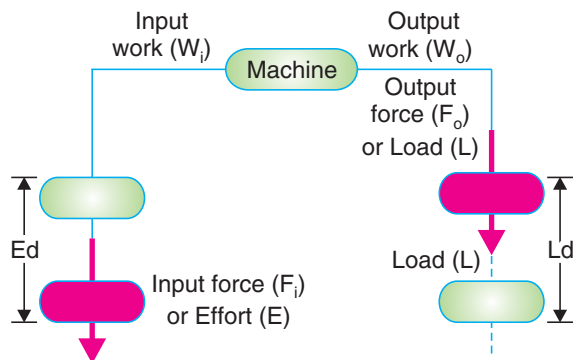 Input
work (Wᵢ)
Machine
Output
work (Wₒ)
Output
force (Fₒ)
or Load (L)
Ed
Input force (Fᵢ)
or Effort (E)
Load (L)
Ld